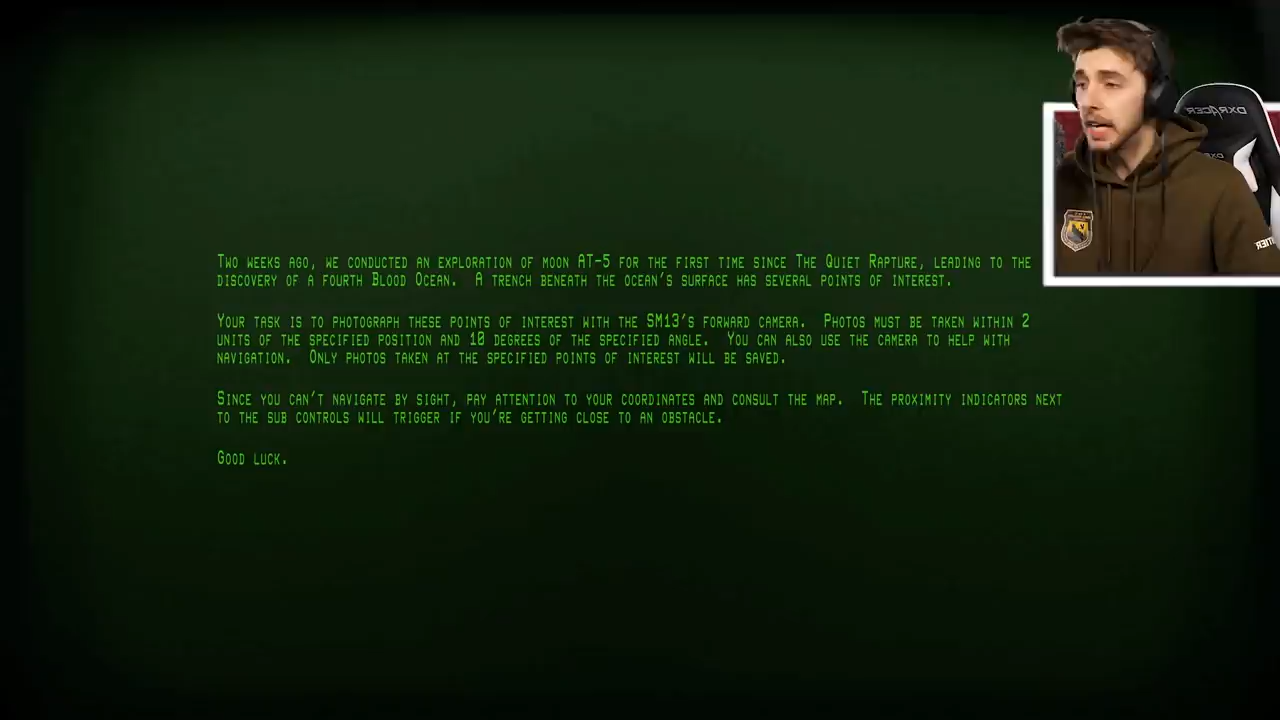 Two weeks ago, we conducted an exploration of moon AT-5 for the first time since The Quiet Rapture, leading to the
discovery of a fourth Blood Ocean. A trench beneath the ocean's surface has several points of interest.
Your task is to photograph these points of interest with the SM13's forward camera. Photos must be taken within 2
units of the specified position and 10 degrees of the specified angle. You can also use the camera to help with
navigation. Only photos taken at the specified points of interest will be saved.
Since you can't navigate by sight, pay attention to your coordinates and consult the map. The proximity indicators next
to the sub controls will trigger if you're getting close to an obstacle.
Good luck.
DXRACER